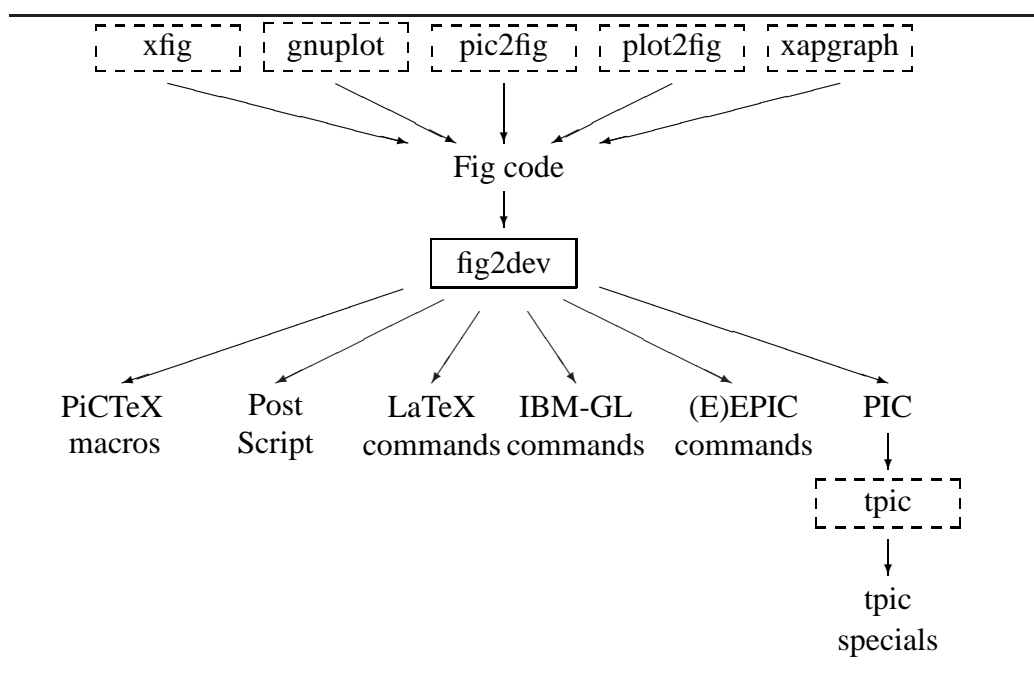 xfig gnuplot pic2fig plot2fig xapgraph
Fig code
fig2dev
PiCTeX Post LaTeX IBM-GL (E)EPIC PIC
macros Script commands commands commands
tpic
tpic
specials